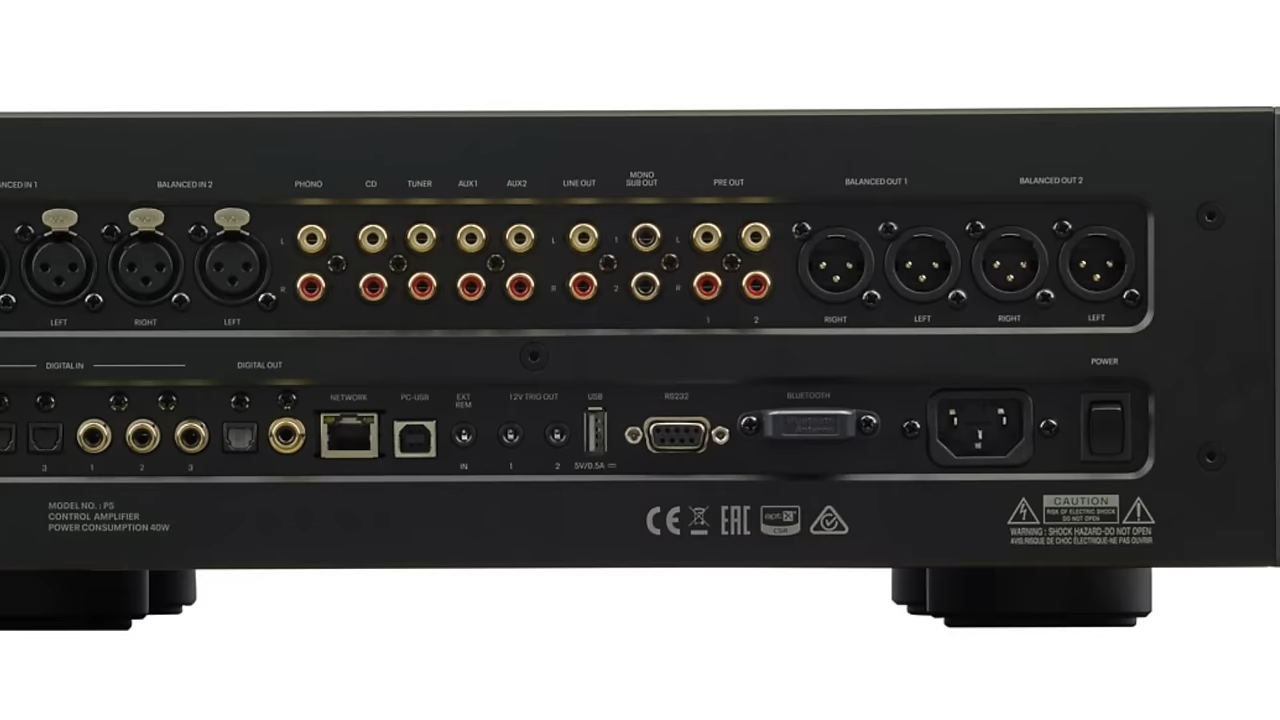 NCED IN 1
BALANCED IN 2
PHONO
CD
TUNER
AUX1
AUX2
LINE OUT
MONO
SUB OUT
PRE OUT
BALANCED OUT 1
BALANCED OUT 2
L
L
1
L
R
R
2
R
LEFT
RIGHT
LEFT
1
2
RIGHT
LEFT
RIGHT
LEFT
DIGITAL IN
DIGITAL OUT
POWER
NETWORK
PC-USB
EXT
REM
12V TRIG OUT
USB
RS232
BLUETOOTH
3
1
2
3
IN
1
2
5V/0.5A
MODEL NO. : P5
CONTROL AMPLIFIER
POWER CONSUMPTION 40W
CE
EAC
aptX
CSR
CAUTION
RISK OF ELECTRIC SHOCK
DO NOT OPEN
WARNING : SHOCK HAZARD-DO NOT OPEN
AVIS:RISQUE DE CHOC ÉLECTRIQUE-NE PAS OUVRIR